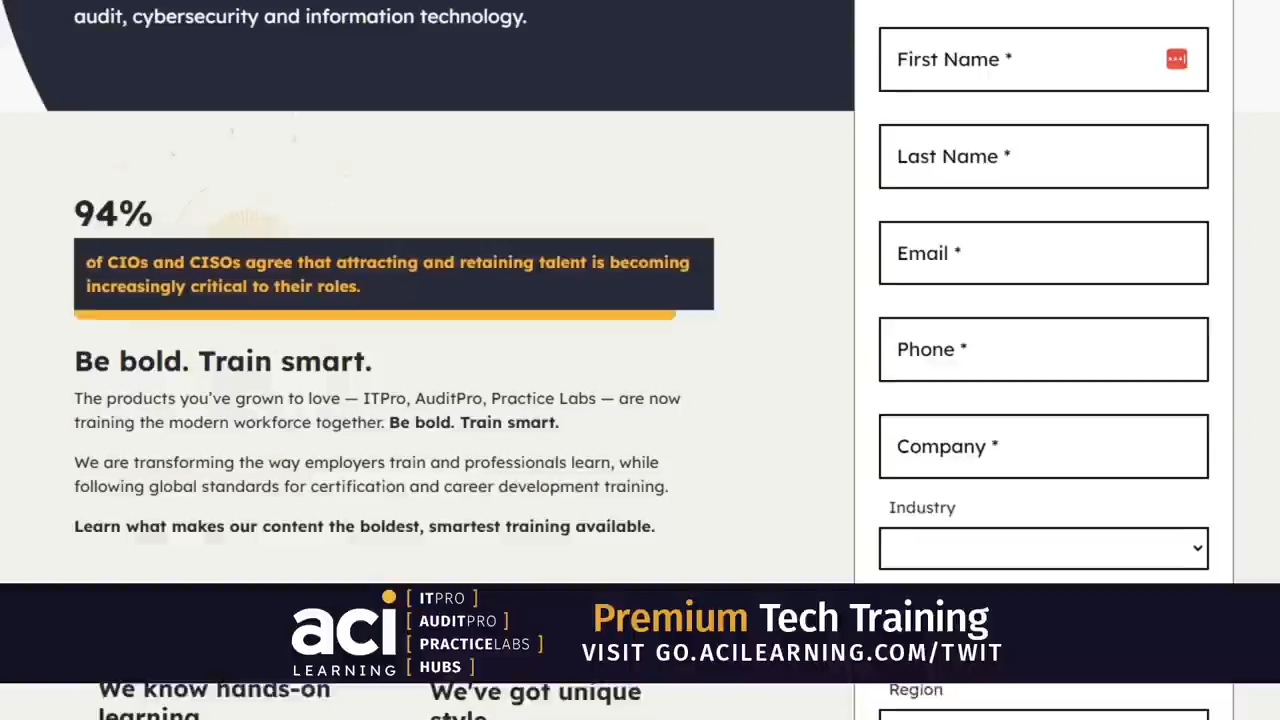 audit, cybersecurity and information technology.
94%
of CIOs and CISOs agree that attracting and retaining talent is becoming
increasingly critical to their roles.
Be bold. Train smart.
The products you've grown to love — ITPro, AuditPro, Practice Labs — are now
training the modern workforce together. Be bold. Train smart.
We are transforming the way employers train and professionals learn, while
following global standards for certification and career development training.
Learn what makes our content the boldest, smartest training available.
First Name *
Last Name *
Email *
Phone *
Company *
Industry
aci
LEARNING
[ ITPRO ]
[ AUDITPRO ]
[ PRACTICELABS ]
[ HUBS ]
Premium Tech Training
VISIT GO.ACILEARNING.COM/TWIT
We know hands-on
learning
We've got unique
style
Region